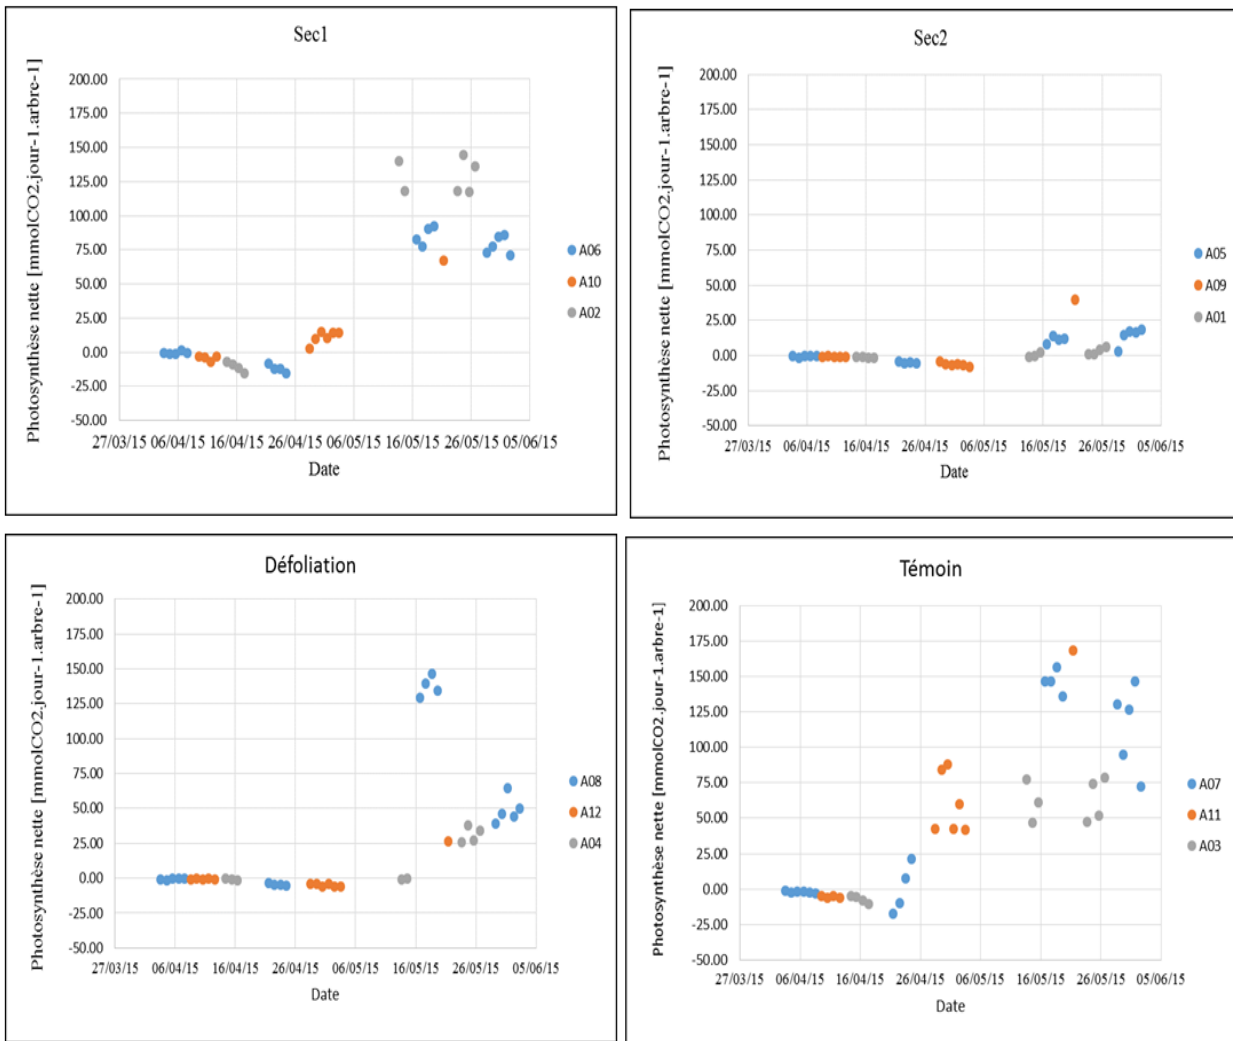 Sec1
Photosynthèse nette [mmolCO2.jour-1.arbre-1]
200.00
175.00
150.00
125.00
100.00
75.00
50.00
25.00
0.00
-25.00
-50.00
27/03/15 06/04/15 16/04/15 26/04/15 06/05/15 16/05/15 26/05/15 05/06/15
Date
A06
A10
A02
Sec2
Photosynthèse nette [mmolCO2.jour-1.arbre-1]
200.00
175.00
150.00
125.00
100.00
75.00
50.00
25.00
0.00
-25.00
-50.00
27/03/15 06/04/15 16/04/15 26/04/15 06/05/15 16/05/15 26/05/15 05/06/15
Date
A05
A09
A01
Défoliation
Photosynthèse nette [mmolCO2.jour-1.arbre-1]
200.00
175.00
150.00
125.00
100.00
75.00
50.00
25.00
0.00
-25.00
-50.00
27/03/15 06/04/15 16/04/15 26/04/15 06/05/15 16/05/15 26/05/15 05/06/15
Date
A08
A12
A04
Témoin
Photosynthèse nette [mmolCO2.jour-1.arbre-1]
200.00
175.00
150.00
125.00
100.00
75.00
50.00
25.00
0.00
-25.00
-50.00
27/03/15 06/04/15 16/04/15 26/04/15 06/05/15 16/05/15 26/05/15 05/06/15
Date
A07
A11
A03